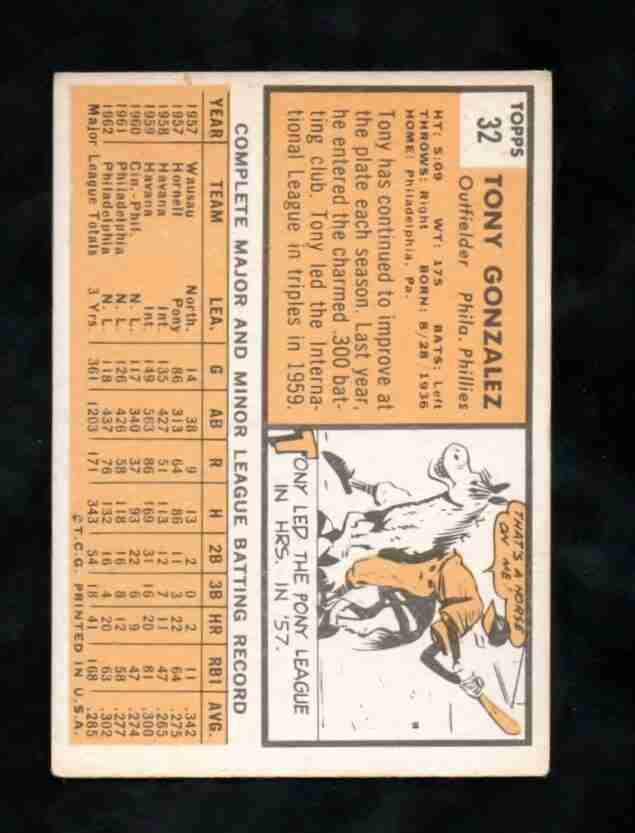 TOPPS
32
TONY GONZALEZ
Outfielder Phila. Phillies
HT: 5:09 WT: 175 BATS: Left
THROWS: Right BORN: 8/28/1936
HOME: Philadelphia, Pa.
Tony has continued to improve at
the plate each season. Last year,
he entered the charmed .300 bat-
ting club. Tony led the Interna-
tional League in triples in 1959.
THAT'S A HORSE
ON ME!
TONY LED THE PONY LEAGUE
IN HRS. IN '57.
COMPLETE MAJOR AND MINOR LEAGUE BATTING RECORD
YEAR TEAM LEA. G AB R H 2B 3B HR RBI AVG.
1957 Wausau North. 14 38 9 13 2 0 2 11 .342
1957 Hornell Pony 86 313 64 86 11 3 22 64 .275
1958 Havana Int. 135 427 51 113 12 7 11 47 .265
1959 Havana Int. 149 563 86 169 31 16 20 81 .300
1960 Cin.-Phil. N. L. 117 340 37 93 22 6 9 47 .274
1961 Philadelphia N. L. 126 426 58 118 16 8 12 58 .277
1962 Philadelphia N. L. 118 437 76 132 16 4 20 63 .302
Major League Totals 3 Yrs. 361 1203 171 343 54 18 41 168 .285
© T.C.G. PRINTED IN U.S.A.